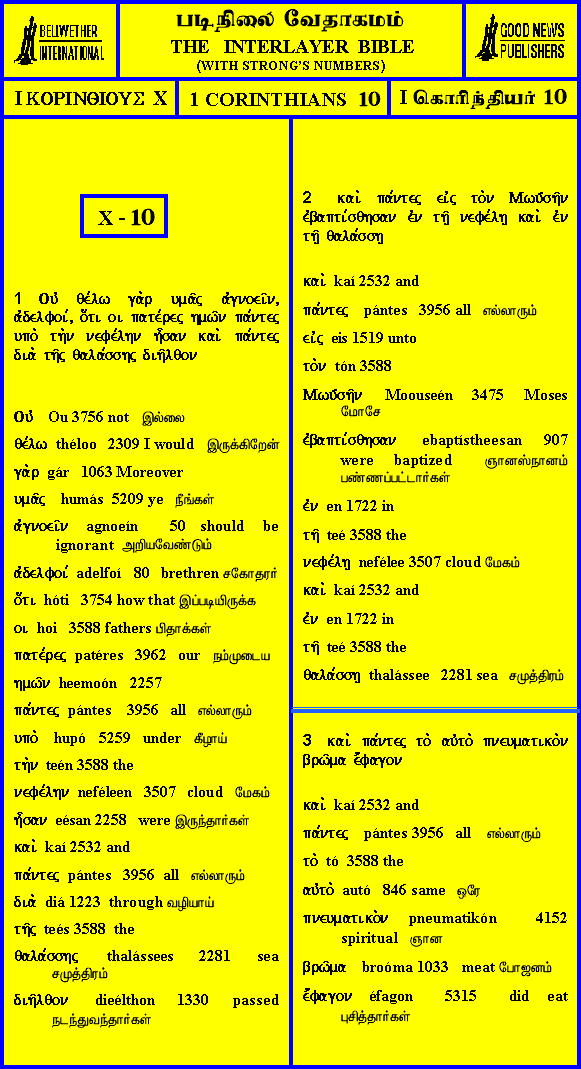 BELLWETHER
INTERNATIONAL
படிநிலை வேதாகமம்
THE INTERLAYER BIBLE
(WITH STRONG'S NUMBERS)
GOOD NEWS
PUBLISHERS
I ΚΟΡΙΝΘΙΟΥΣ X
1 CORINTHIANS 10
I கொரிந்தியர் 10
X - 10
1 Οὐ θέλω γὰρ υμᾶς ἀγνοεῖν,
ἀδελφοί, ὅτι οι πατέρες ημῶν πάντες
υπὸ τὴν νεφέλην ἦσαν καὶ πάντες
διὰ τῆς θαλάσσης διῆλθον
Οὐ Ou 3756 not இல்லை
θέλω théloo 2309 I would இருக்கிறேன்
γὰρ gár 1063 Moreover
υμᾶς humás 5209 ye நீங்கள்
ἀγνοεῖν agnoeín 50 should be
ignorant அறியவேண்டும்
ἀδελφοί adelfoí 80 brethren சகோதரர்
ὅτι hóti 3754 how that இப்படியிருக்க
οι hoi 3588 fathers பிதாக்கள்
πατέρες patéres 3962 our நம்முடைய
ημῶν heemoón 2257
πάντες pántes 3956 all எல்லாரும்
υπὸ hupó 5259 under கீழாய்
τὴν teén 3588 the
νεφέλην neféleen 3507 cloud மேகம்
ἦσαν eésan 2258 were இருந்தார்கள்
καὶ kaí 2532 and
πάντες pántes 3956 all எல்லாரும்
διὰ diá 1223 through வழியாய்
τῆς teés 3588 the
θαλάσσης thalássees 2281 sea
சமுத்திரம்
διῆλθον dieélthon 1330 passed
நடந்துவந்தார்கள்
2 καὶ πάντες εἰς τὸν Μωΰσῆν
ἐβαπτίσθησαν ἐν τῇ νεφέλῃ καὶ ἐν
τῇ θαλάσσῃ
καὶ kaí 2532 and
πάντες pántes 3956 all எல்லாரும்
εἰς eis 1519 unto
τὸν tón 3588
Μωΰσῆν Moouseén 3475 Moses
மோசே
ἐβαπτίσθησαν ebaptístheesan 907
were baptized ஞானஸ்நானம்
பண்ணப்பட்டார்கள்
ἐν en 1722 in
τῇ teé 3588 the
νεφέλῃ nefélee 3507 cloud மேகம்
καὶ kaí 2532 and
ἐν en 1722 in
τῇ teé 3588 the
θαλάσσῃ thalássee 2281 sea சமுத்திரம்
3 καὶ πάντες τὸ αὐτὸ πνευματικὸν
βρῶμα ἔφαγον
καὶ kaí 2532 and
πάντες pántes 3956 all எல்லாரும்
τὸ tó 3588 the
αὐτὸ autó 846 same ஒரே
πνευματικὸν pneumatikón 4152
spiritual ஞான
βρῶμα broóma 1033 meat போஜனம்
ἔφαγον éfagon 5315 did eat
புசித்தார்கள்